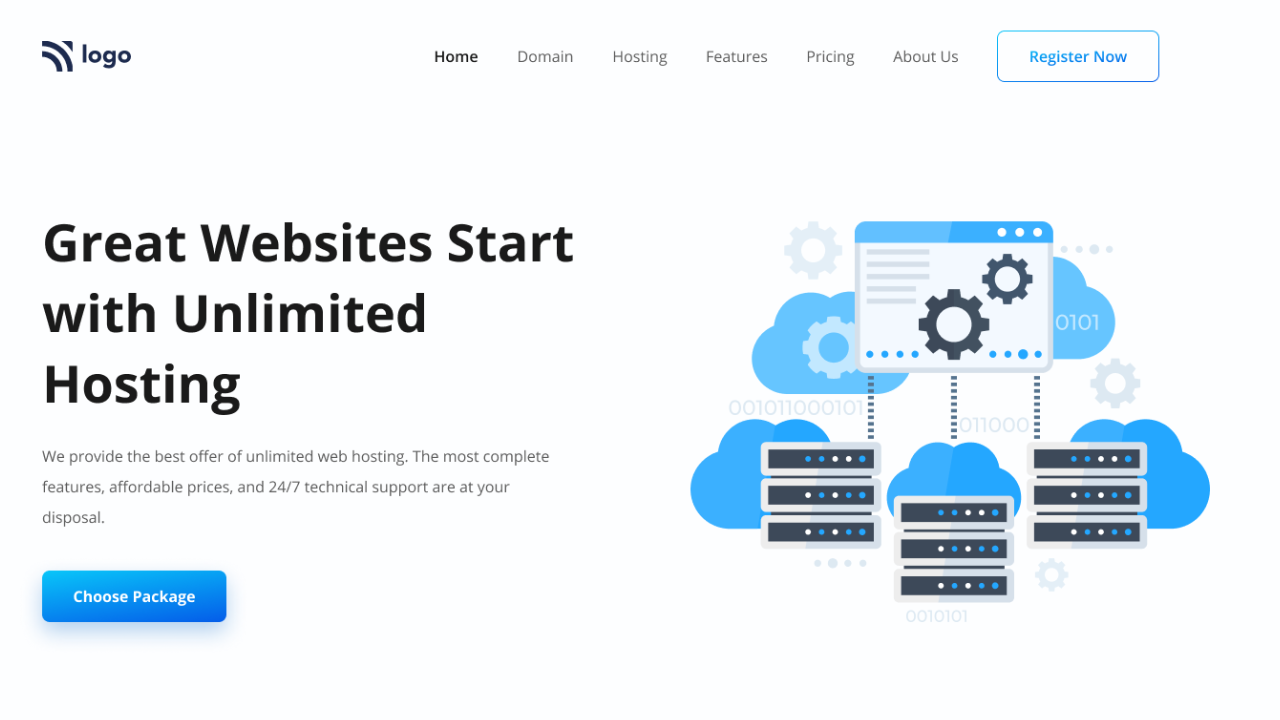 logo
Home Domain Hosting Features Pricing About Us Register Now
Great Websites Start
with Unlimited
Hosting
We provide the best offer of unlimited web hosting. The most complete
features, affordable prices, and 24/7 technical support are at your
disposal.
Choose Package
0101
001011000101
011000
0010101